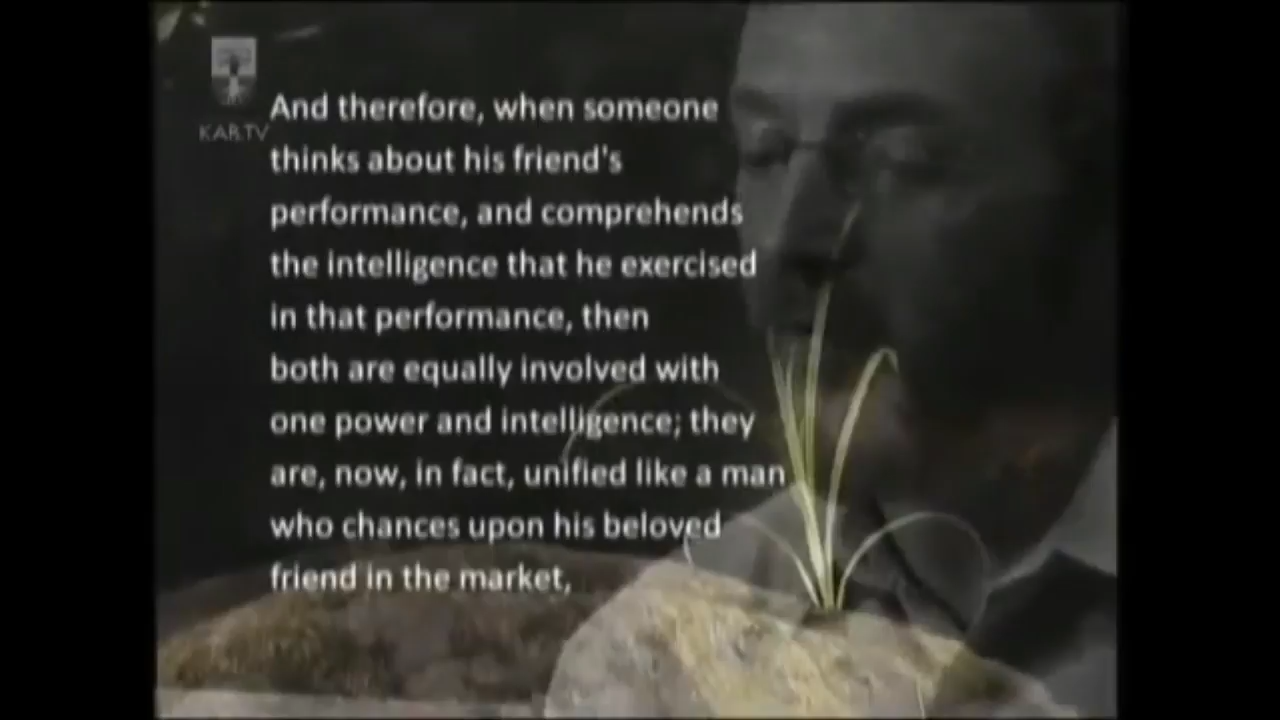 KAB.TV
And therefore, when someone
thinks about his friend's
performance, and comprehends
the intelligence that he exercised
in that performance, then
both are equally involved with
one power and intelligence; they
are, now, in fact, unified like a man
who chances upon his beloved
friend in the market,